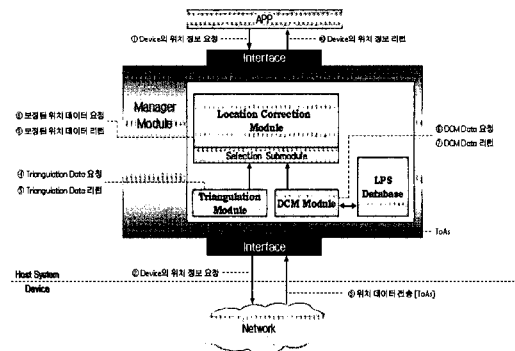 APP
① Device의 위치 정보 요청
Device의 위치 정보 리턴
Interface
Manager
Module
Location Correction
Module
보정된 위치 데이터 요청
보정된 위치 데이터 리턴
Selection Submodule
⑥ DCM Data 요청
⑦ DCM Data 리턴
④ Triangulation Data 요청
⑤ Triangulation Data 리턴
Triangulation
Module
DCM Module
LPS
Database
ToAs
Interface
② Device의 위치 정보 요청
Host System
Device
위치 데이터 전송 (ToAs)
Network